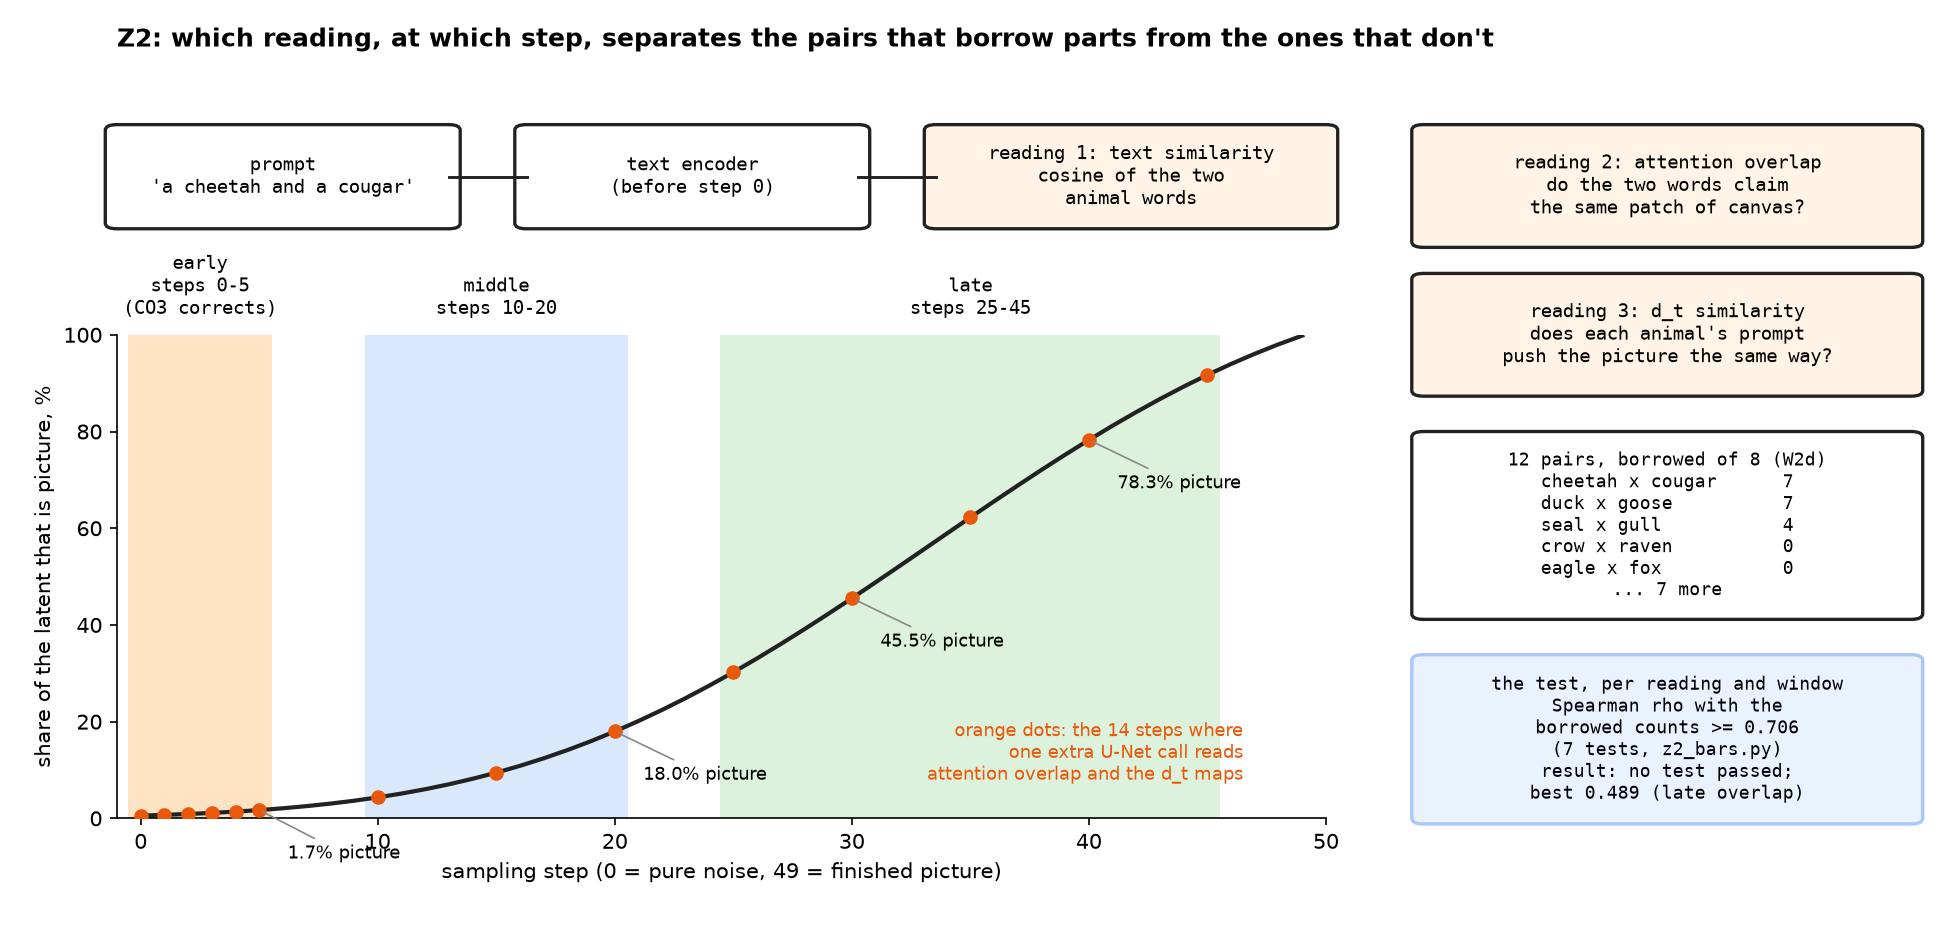 Z2: which reading, at which step, separates the pairs that borrow parts from the ones that don't
prompt
'a cheetah and a cougar'
text encoder
(before step 0)
reading 1: text similarity
cosine of the two
animal words
reading 2: attention overlap
do the two words claim
the same patch of canvas?
reading 3: d_t similarity
does each animal's prompt
push the picture the same way?
12 pairs, borrowed of 8 (W2d)
cheetah x cougar 7
duck x goose 7
seal x gull 4
crow x raven 0
eagle x fox 0
... 7 more
the test, per reading and window
Spearman rho with the
borrowed counts >= 0.706
(7 tests, z2_bars.py)
result: no test passed;
best 0.489 (late overlap)
early
steps 0-5
(CO3 corrects)
middle
steps 10-20
late
steps 25-45
share of the latent that is picture, %
100
80
60
40
20
0
78.3% picture
45.5% picture
18.0% picture
1.7% picture
orange dots: the 14 steps where
one extra U-Net call reads
attention overlap and the d_t maps
0 10 20 30 40 50
sampling step (0 = pure noise, 49 = finished picture)